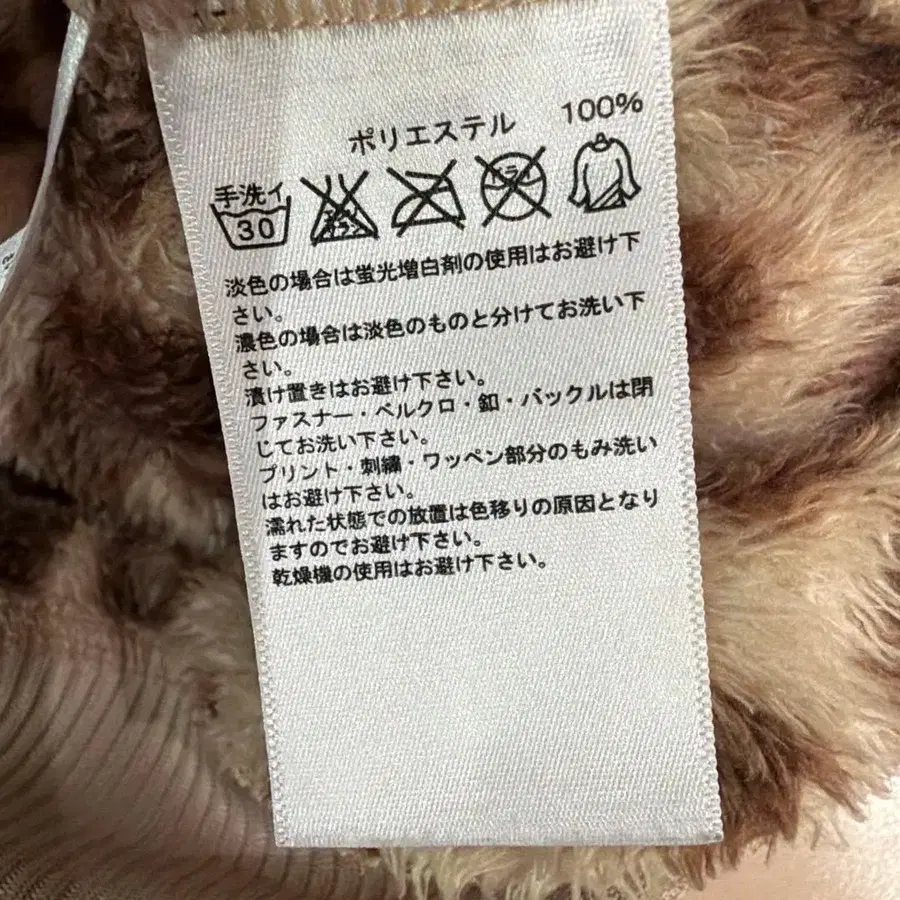 ポリエステル 100%
手洗イ
30
ドライ
淡色の場合は蛍光増白剤の使用はお避け下
さい。
濃色の場合は淡色のものと分けてお洗い下
さい。
漬け置きはお避け下さい。
ファスナー・ベルクロ・釦・バックルは閉
じてお洗い下さい。
プリント・刺繍・ワッペン部分のもみ洗い
はお避け下さい。
濡れた状態での放置は色移りの原因となり
ますのでお避け下さい。
乾燥機の使用はお避け下さい。